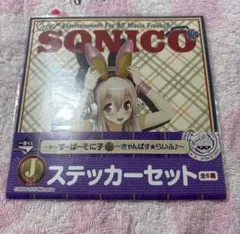 Entertainment For All Music Freaks
SONICO
一番くじ
すーぱーそに子
～きゃんぱす★らいふ♪～
J
ステッカーセット
全5種